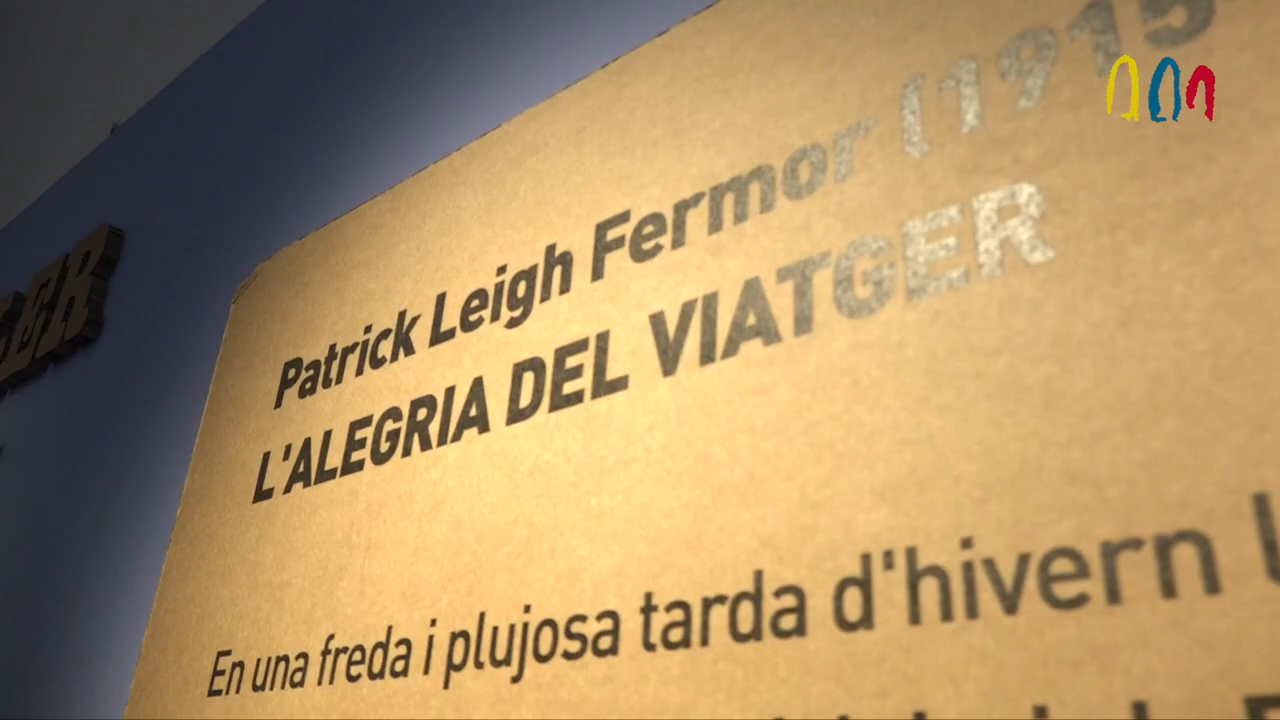 Patrick Leigh Fermor (1915-
L'ALEGRIA DEL VIATGER
En una freda i plujosa tarda d'hivern